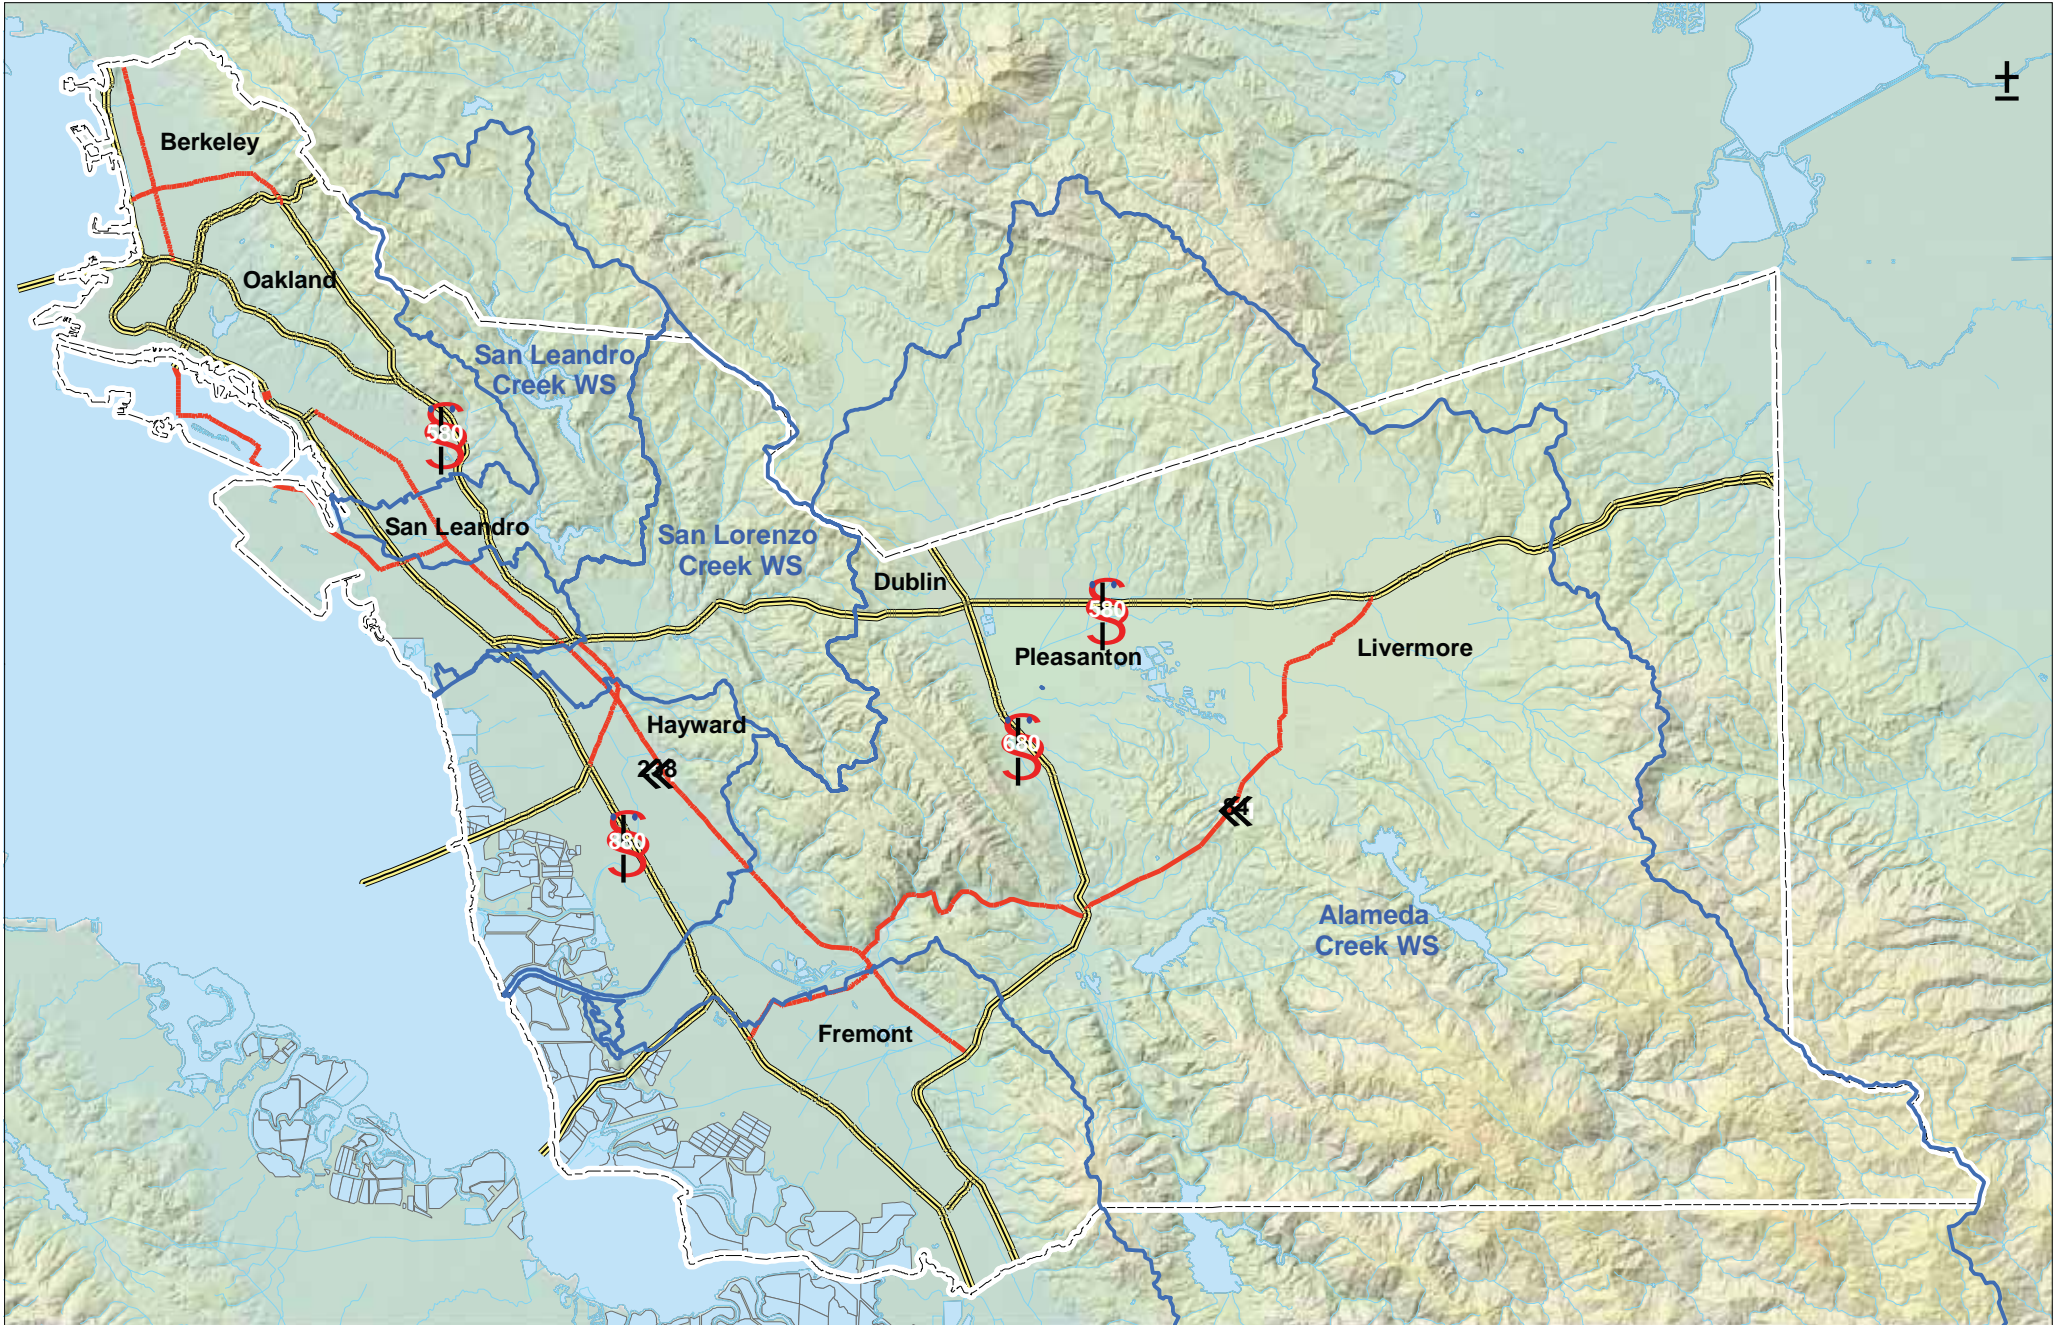 ±
Berkeley
Oakland
San Leandro
Creek WS
580
San Leandro
San Lorenzo
Creek WS
Dublin
580
Pleasanton
Livermore
Hayward
680
238
84
880
Alameda
Creek WS
Fremont